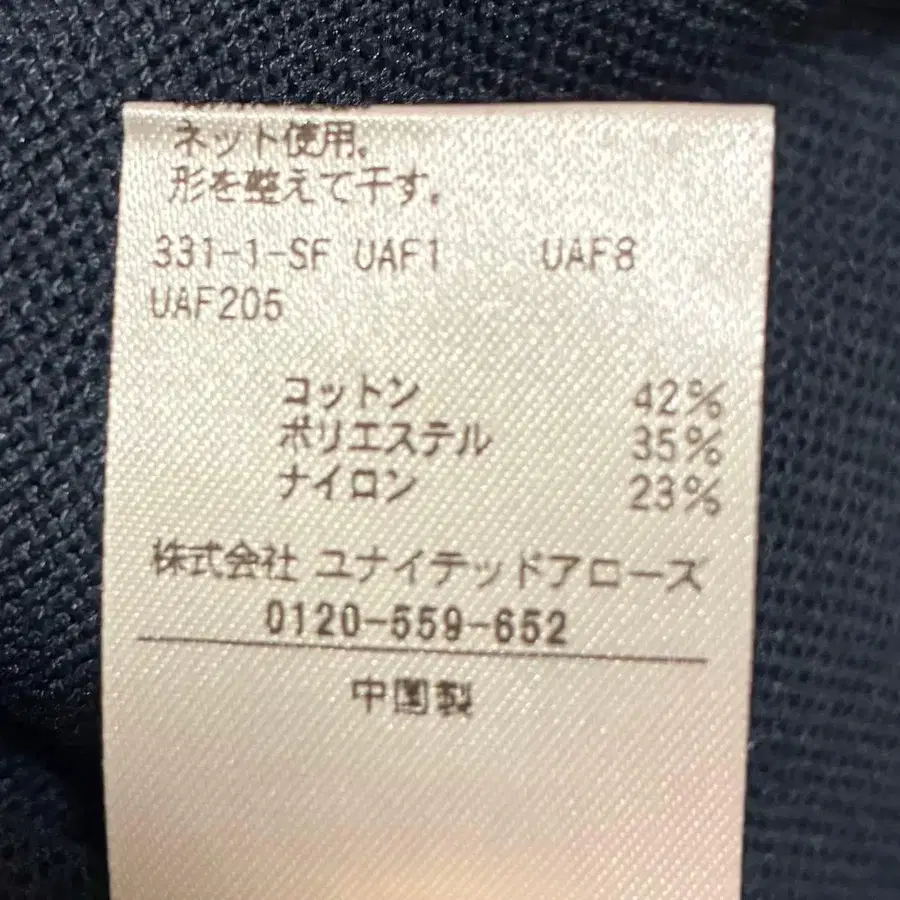 ネット使用。
形を整えて干す。
331-1-SF UAF1 UAF8
UAF205
コットン 42%
ポリエステル 35%
ナイロン 23%
株式会社 ユナイテッドアローズ
0120-559-652
中国製